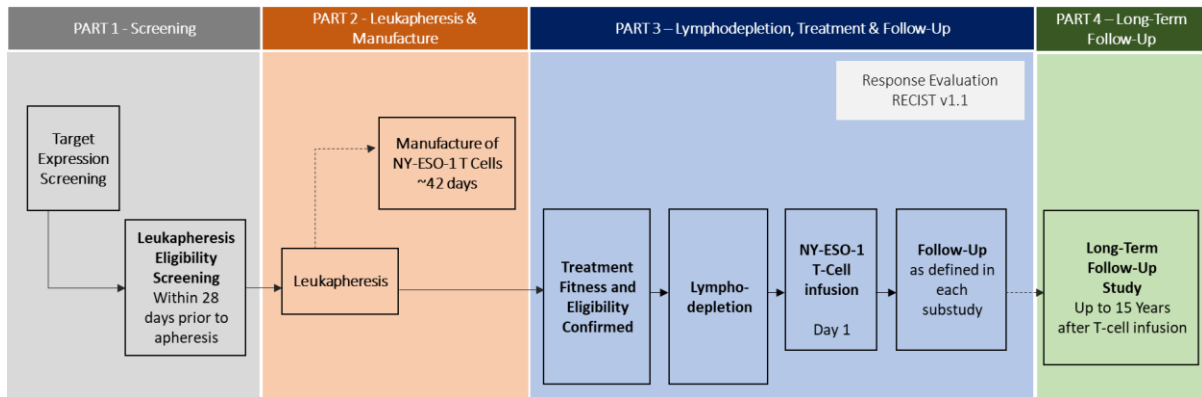 PART 1 - Screening
PART 2 - Leukapheresis &
Manufacture
PART 3 – Lymphodepletion, Treatment & Follow-Up
PART 4 – Long-Term
Follow-Up
Response Evaluation
RECIST v1.1
Target
Expression
Screening
Leukapheresis
Eligibility
Screening
Within 28
days prior to
apheresis
Manufacture of
NY-ESO-1 T Cells
~42 days
Leukapheresis
Treatment
Fitness and
Eligibility
Confirmed
Lympho-
depletion
NY-ESO-1
T-Cell
infusion
Day 1
Follow-Up
as defined in
each
substudy
Long-Term
Follow-Up
Study
Up to 15 Years
after T-cell infusion